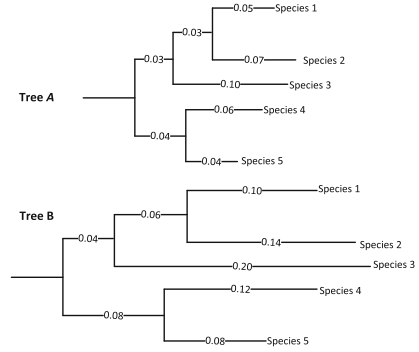 0.05 Species 1
0.03
0.03 0.07 Species 2
0.10 Species 3
Tree A
0.06 Species 4
0.04
0.04 Species 5
0.10 Species 1
Tree B 0.06
0.04 0.14 Species 2
0.20 Species 3
0.12 Species 4
0.08
0.08 Species 5